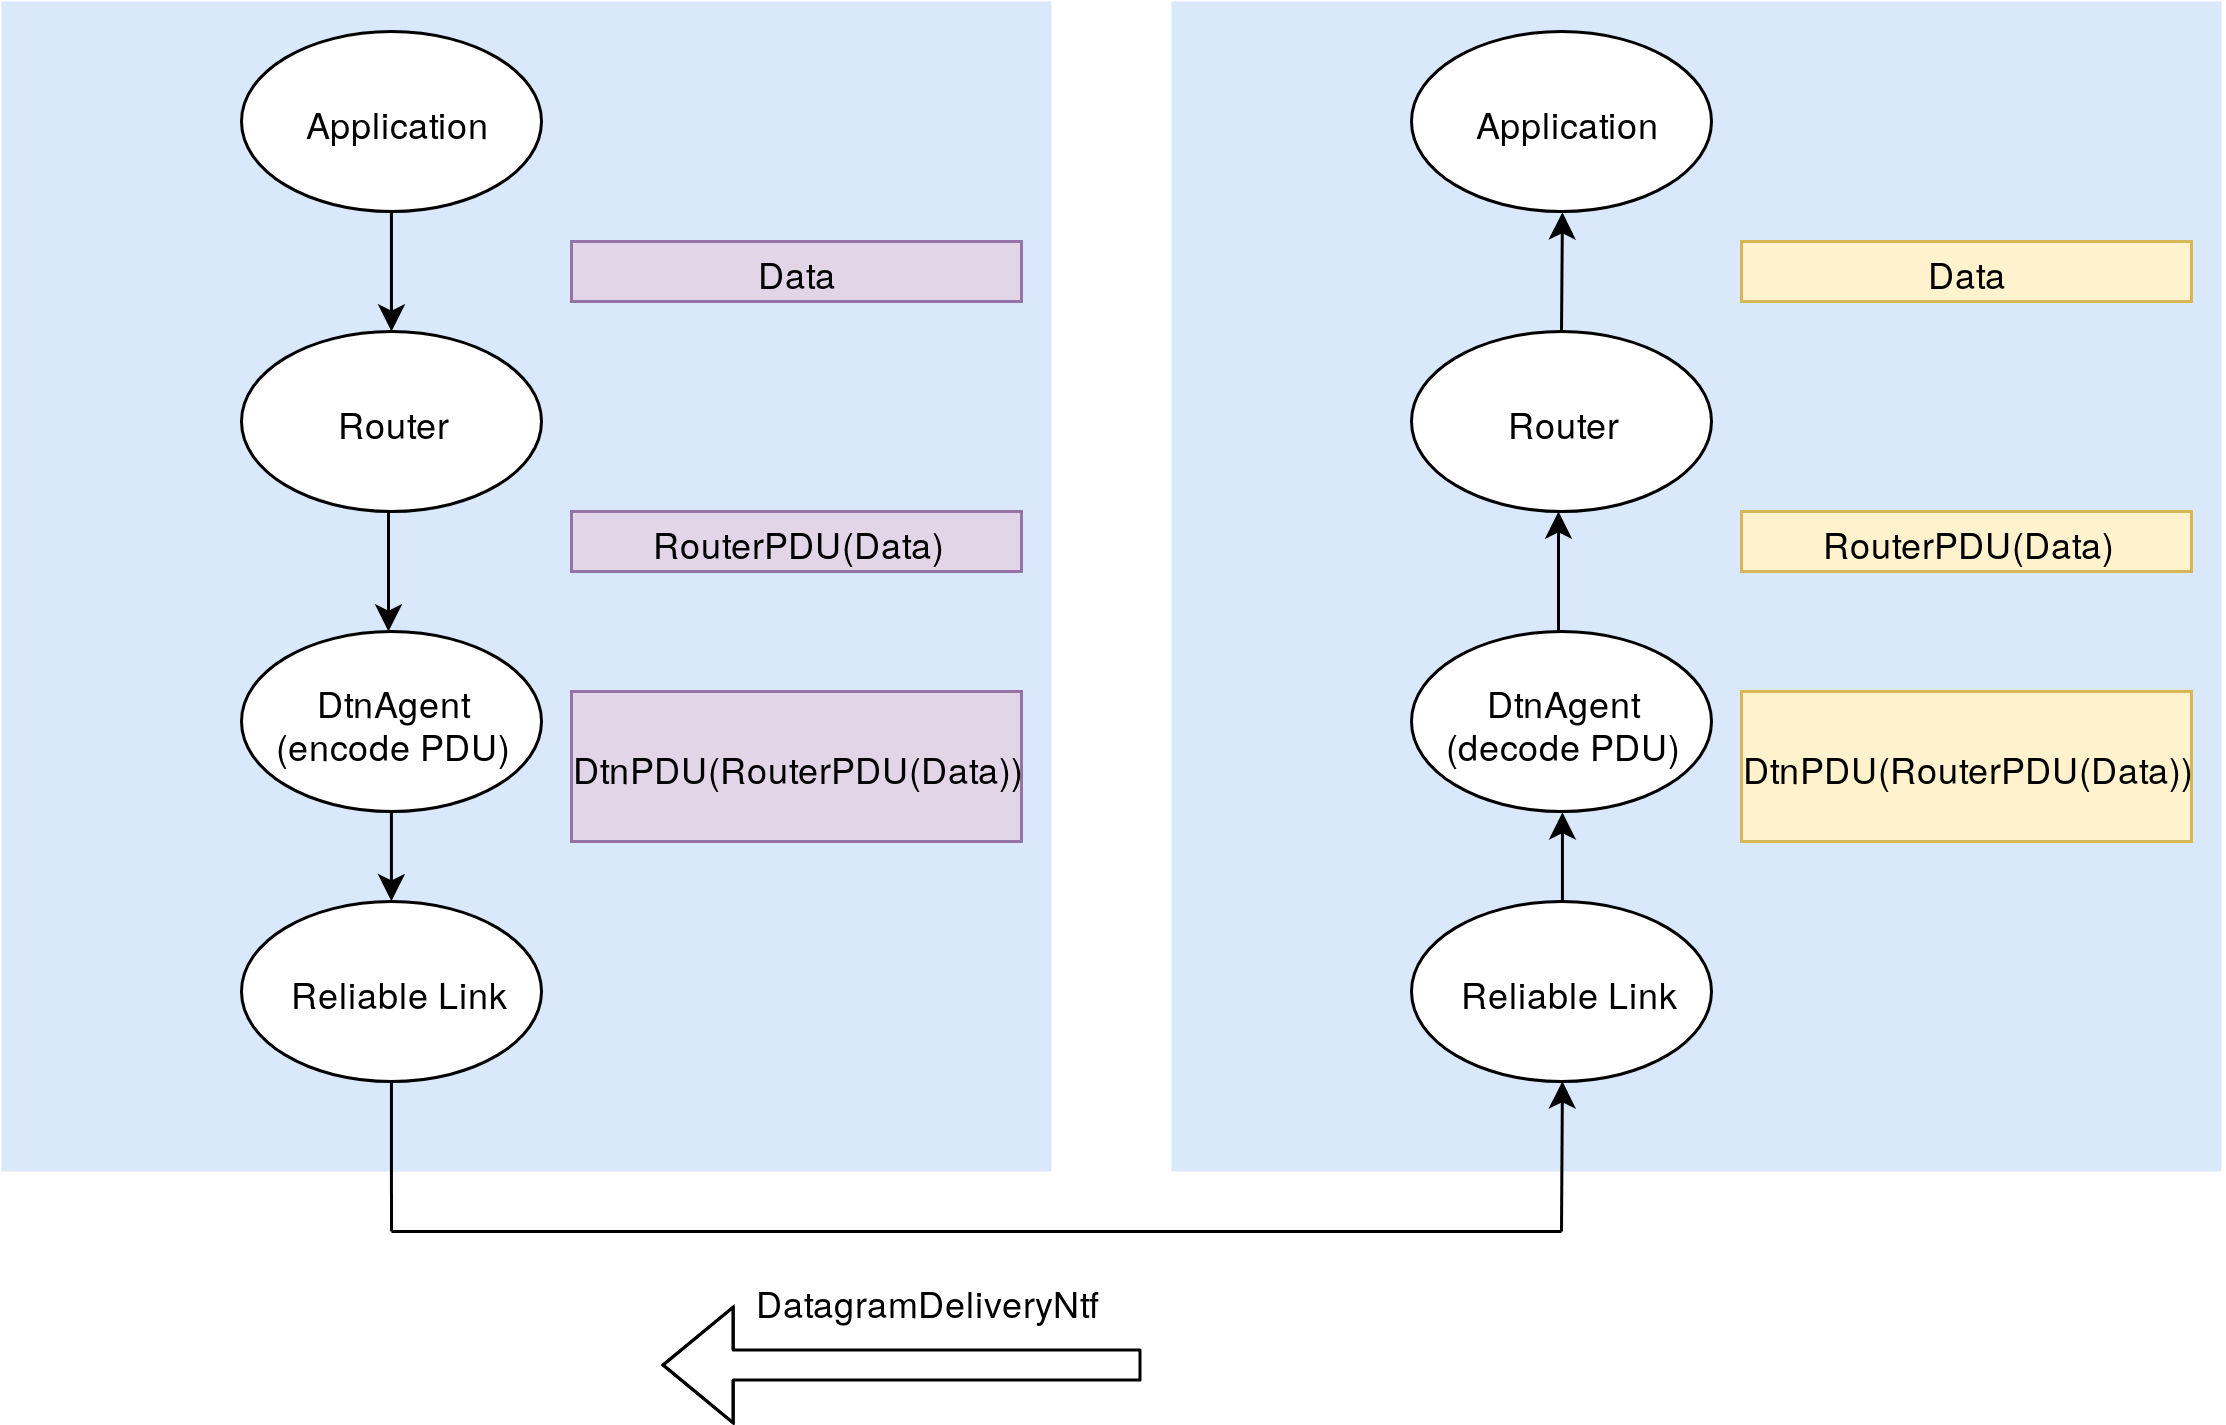 Application
Data
Router
RouterPDU(Data)
DtnAgent
(encode PDU)
DtnPDU(RouterPDU(Data))
Reliable Link
Application
Data
Router
RouterPDU(Data)
DtnAgent
(decode PDU)
DtnPDU(RouterPDU(Data))
Reliable Link
DatagramDeliveryNtf